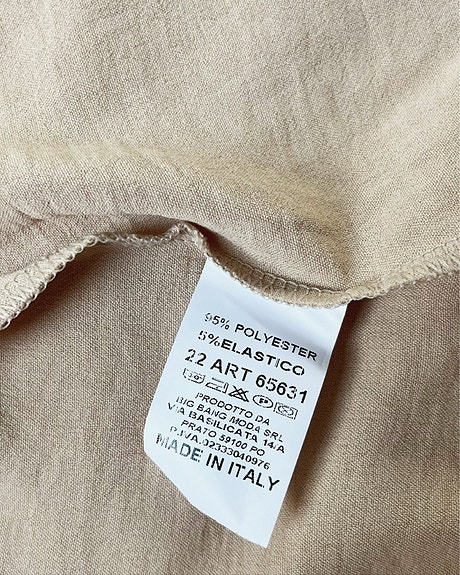 95% POLYESTER
5%ELASTICO
22 ART 65631
PRODOTTO DA
BIG BANG MODA SRL
VIA BASILICATA 14/A
PRATO 59100 PO
P.IVA.02333040976
MADE IN ITALY